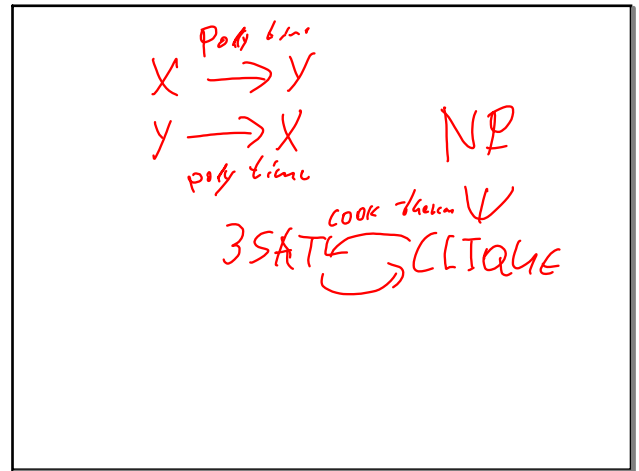 Poly time
X → Y
Y → X
poly time
NP
cook theorem
3SAT CLIQUE